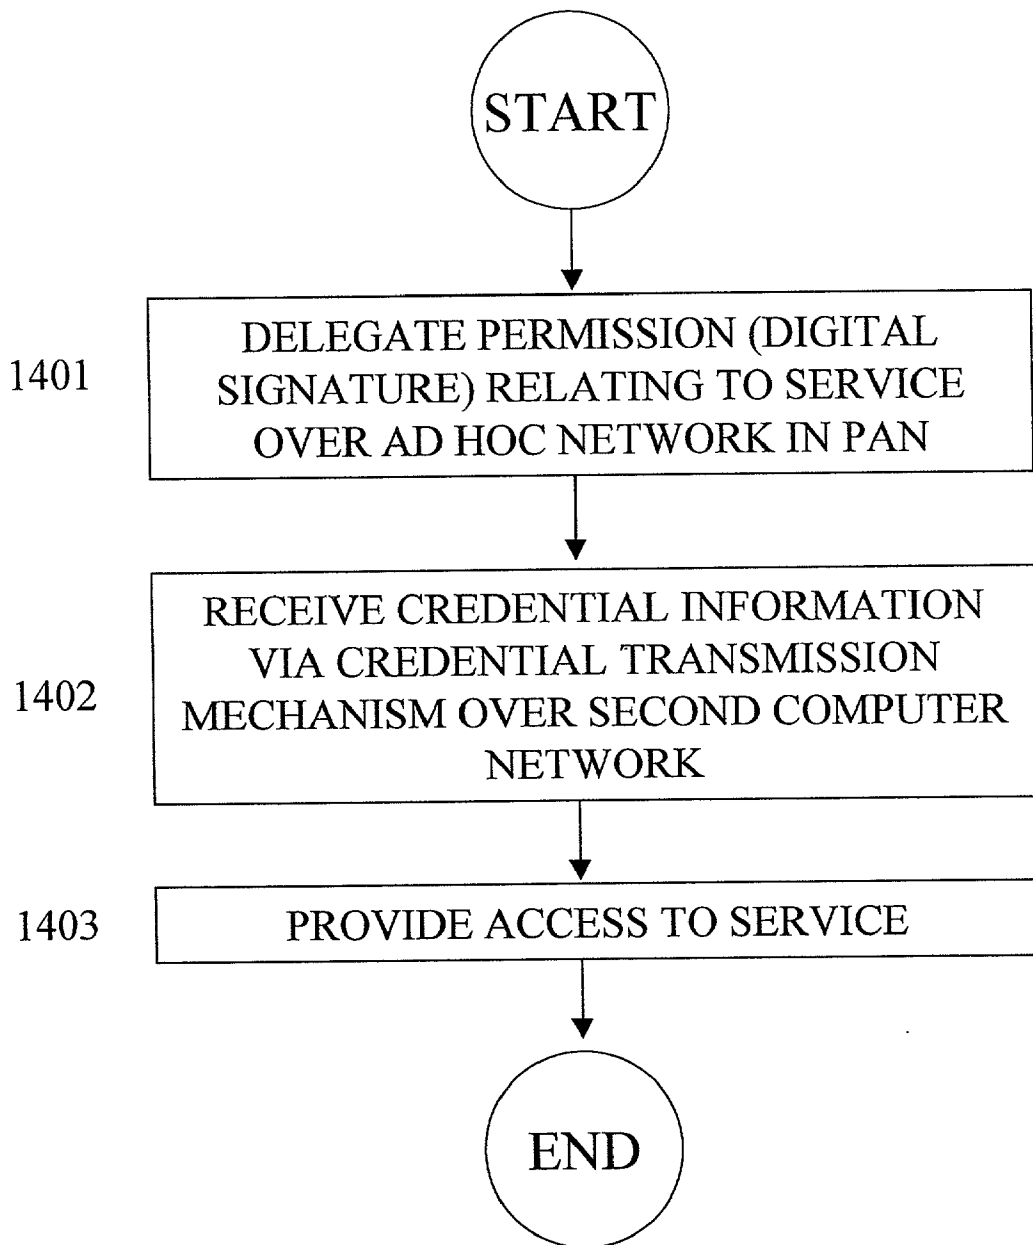 START
1401
DELEGATE PERMISSION (DIGITAL
SIGNATURE) RELATING TO SERVICE
OVER AD HOC NETWORK IN PAN
1402
RECEIVE CREDENTIAL INFORMATION
VIA CREDENTIAL TRANSMISSION
MECHANISM OVER SECOND COMPUTER
NETWORK
1403
PROVIDE ACCESS TO SERVICE
END